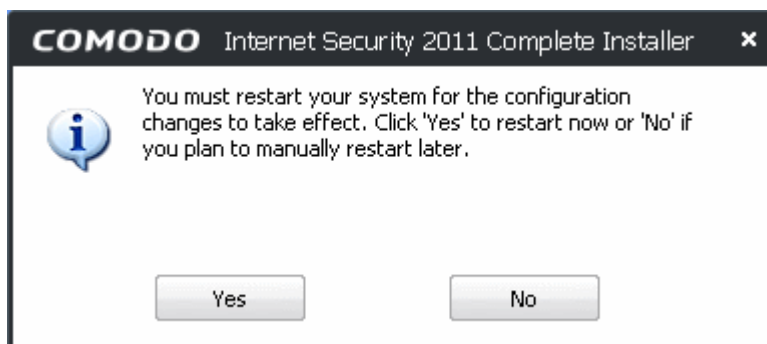 COMODO Internet Security 2011 Complete Installer
You must restart your system for the configuration
changes to take effect. Click 'Yes' to restart now or 'No' if
you plan to manually restart later.
Yes No